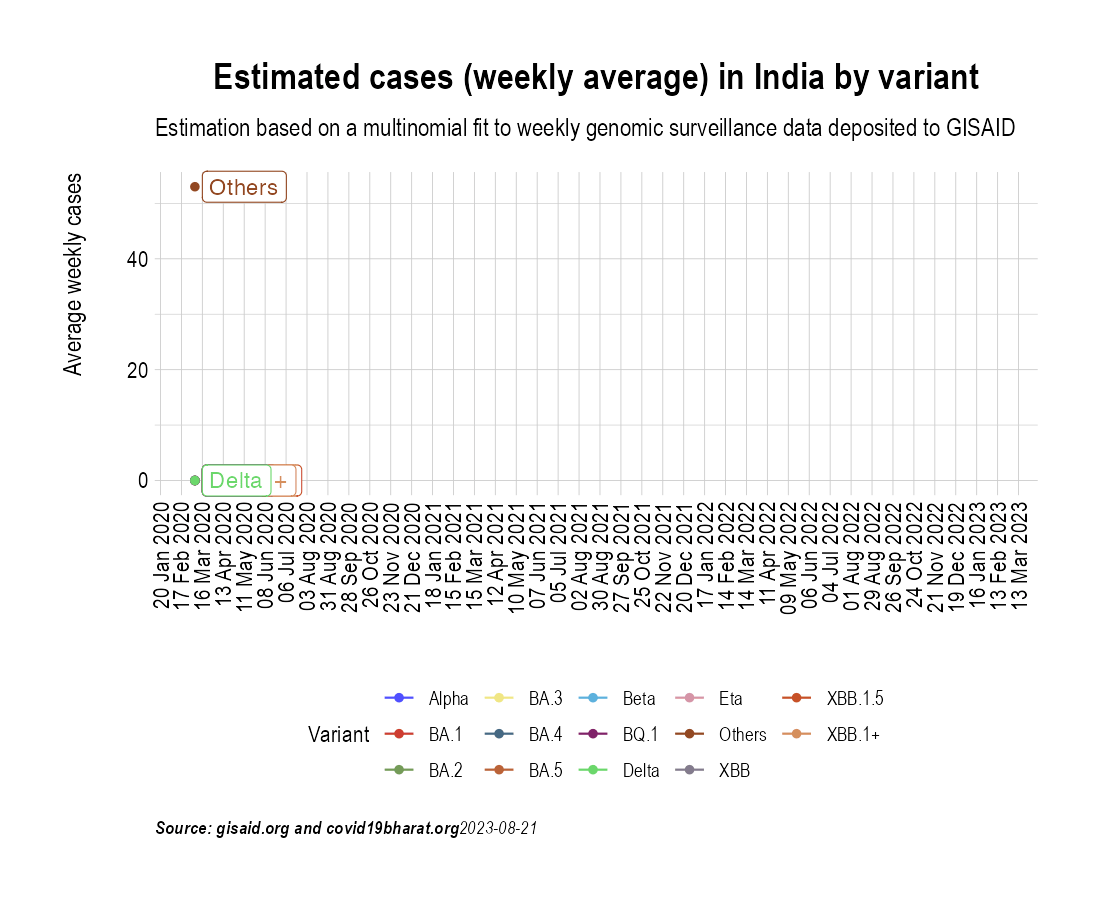 Estimated cases (weekly average) in India by variant
Estimation based on a multinomial fit to weekly genomic surveillance data deposited to GISAID
Average weekly cases
Others
40
20
0
Delta
+
20 Jan 2020
17 Feb 2020
16 Mar 2020
13 Apr 2020
11 May 2020
08 Jun 2020
06 Jul 2020
03 Aug 2020
31 Aug 2020
28 Sep 2020
26 Oct 2020
23 Nov 2020
21 Dec 2020
18 Jan 2021
15 Feb 2021
15 Mar 2021
12 Apr 2021
10 May 2021
07 Jun 2021
05 Jul 2021
02 Aug 2021
30 Aug 2021
27 Sep 2021
25 Oct 2021
22 Nov 2021
20 Dec 2021
17 Jan 2022
14 Feb 2022
14 Mar 2022
11 Apr 2022
09 May 2022
06 Jun 2022
04 Jul 2022
01 Aug 2022
29 Aug 2022
26 Sep 2022
24 Oct 2022
21 Nov 2022
19 Dec 2022
16 Jan 2023
13 Feb 2023
13 Mar 2023
Variant
Alpha
BA.1
BA.2
BA.3
BA.4
BA.5
Beta
BQ.1
Delta
Eta
Others
XBB
XBB.1.5
XBB.1+
Source: gisaid.org and covid19bharat.org2023-08-21